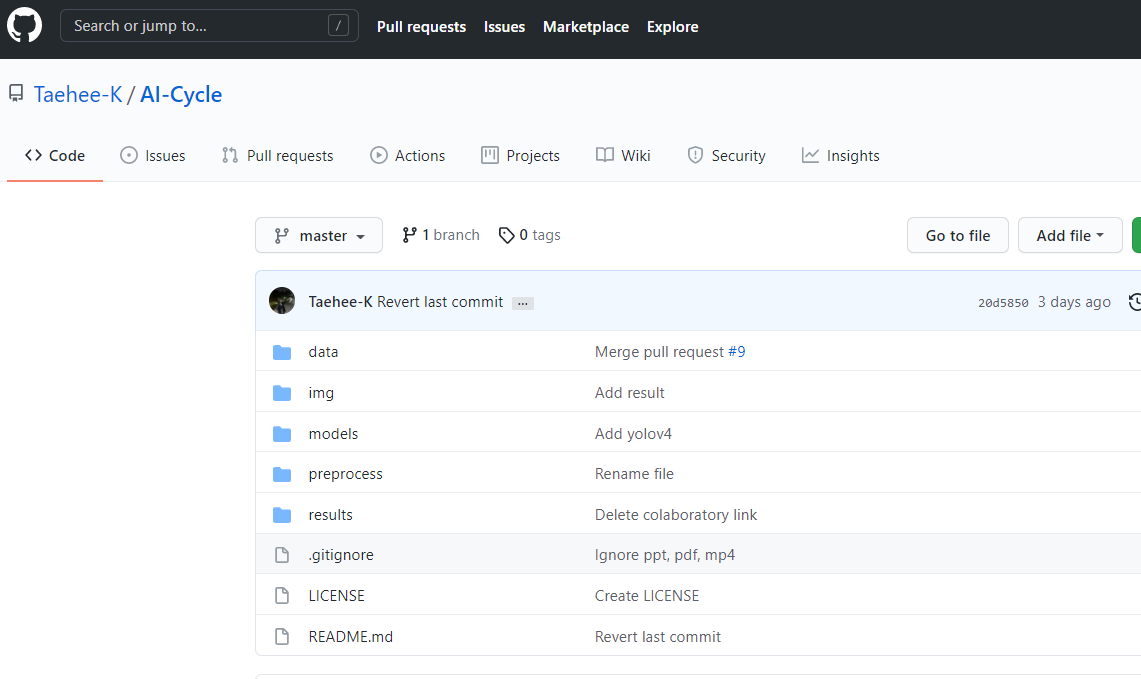 Search or jump to... /
Pull requests Issues Marketplace Explore
Taehee-K / AI-Cycle
Code Issues Pull requests Actions Projects Wiki Security Insights
master 1 branch 0 tags Go to file Add file
Taehee-K Revert last commit ... 20d5850 3 days ago
data Merge pull request #9
img Add result
models Add yolov4
preprocess Rename file
results Delete colaboratory link
.gitignore Ignore ppt, pdf, mp4
LICENSE Create LICENSE
README.md Revert last commit